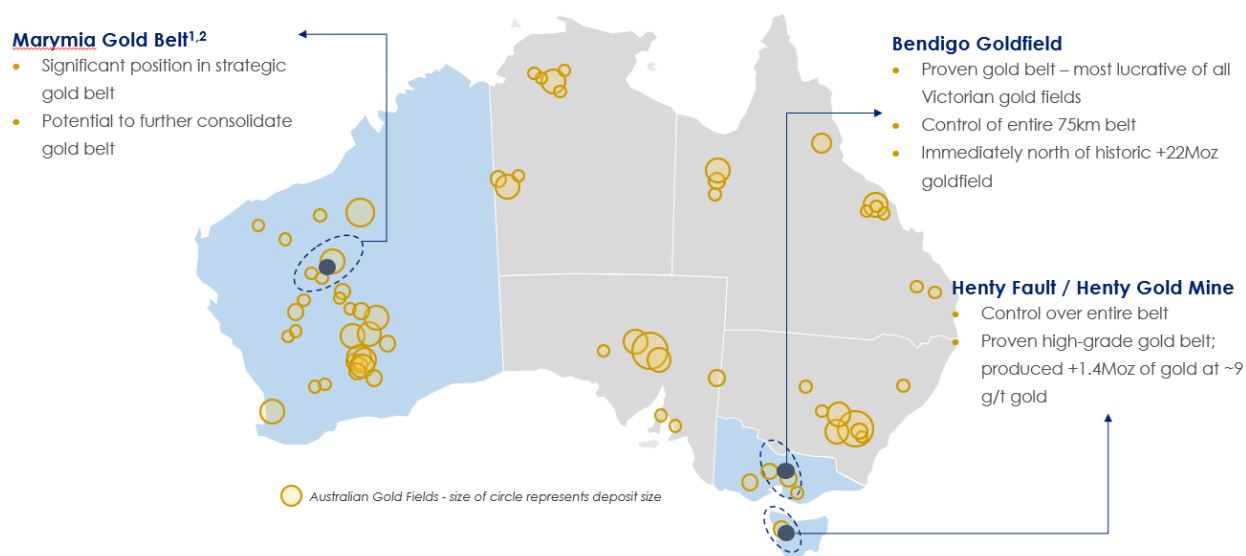 Marymia Gold Belt1,2
• Significant position in strategic
gold belt
• Potential to further consolidate
gold belt
Bendigo Goldfield
• Proven gold belt – most lucrative of all
Victorian gold fields
• Control of entire 75km belt
• Immediately north of historic +22Moz
goldfield
Henty Fault / Henty Gold Mine
• Control over entire belt
• Proven high-grade gold belt;
produced +1.4Moz of gold at ~9
g/t gold
Australian Gold Fields - size of circle represents deposit size